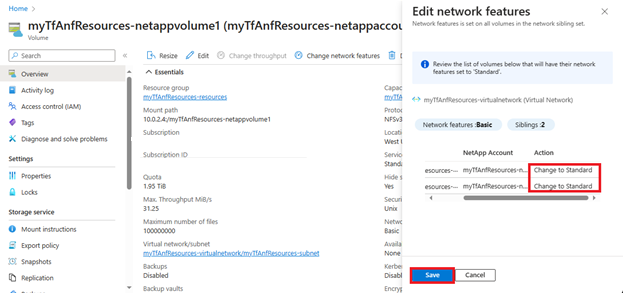 Home >
myTfAnfResources-netappvolume1 (myTfAnfResources-netappaccou
Volume
Search
Overview
Activity log
Access control (IAM)
Tags
Diagnose and solve problems
Settings
Properties
Locks
Storage service
Mount instructions
Export policy
Snapshots
Replication
Resize
Edit
Change throughput
Change network features
Essentials
Resource group
myTfAnfResources-resources
Mount path
10.0.2.4:/myTfAnfResources-netappvolume1
Subscription
Subscription ID
Quota
1.95 TiB
Max. Throughput MiB/s
31.25
Maximum number of files
100000000
Virtual network/subnet
myTfAnfResources-virtualnetwork/myTfAnfResources-subnet
Backups
Disabled
Backup vaults
Capac
Protoc
NFSv3
Locati
West
Servic
Standa
Hide s
Yes
Securi
Unix
Netwo
Basic
Availa
None
Kerbe
Disabl
Encryp
Edit network features
Network features is set on all volumes in the network sibling set.
Review the list of volumes below that will have their network
features set to 'Standard'.
myTfAnfResources-virtualnetwork (Virtual Network)
Network features :Basic
Siblings :2
NetApp Account
Action
esources-...
myTfAnfResources-n...
Change to Standard
esources-...
myTfAnfResources-n...
Change to Standard
Save
Cancel